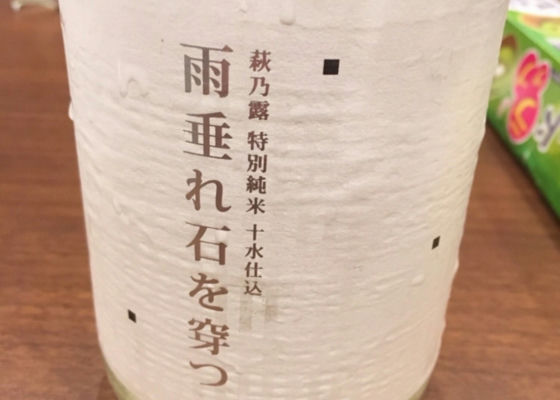 萩乃露 特別純米 十水仕込
雨垂れ石を穿つ